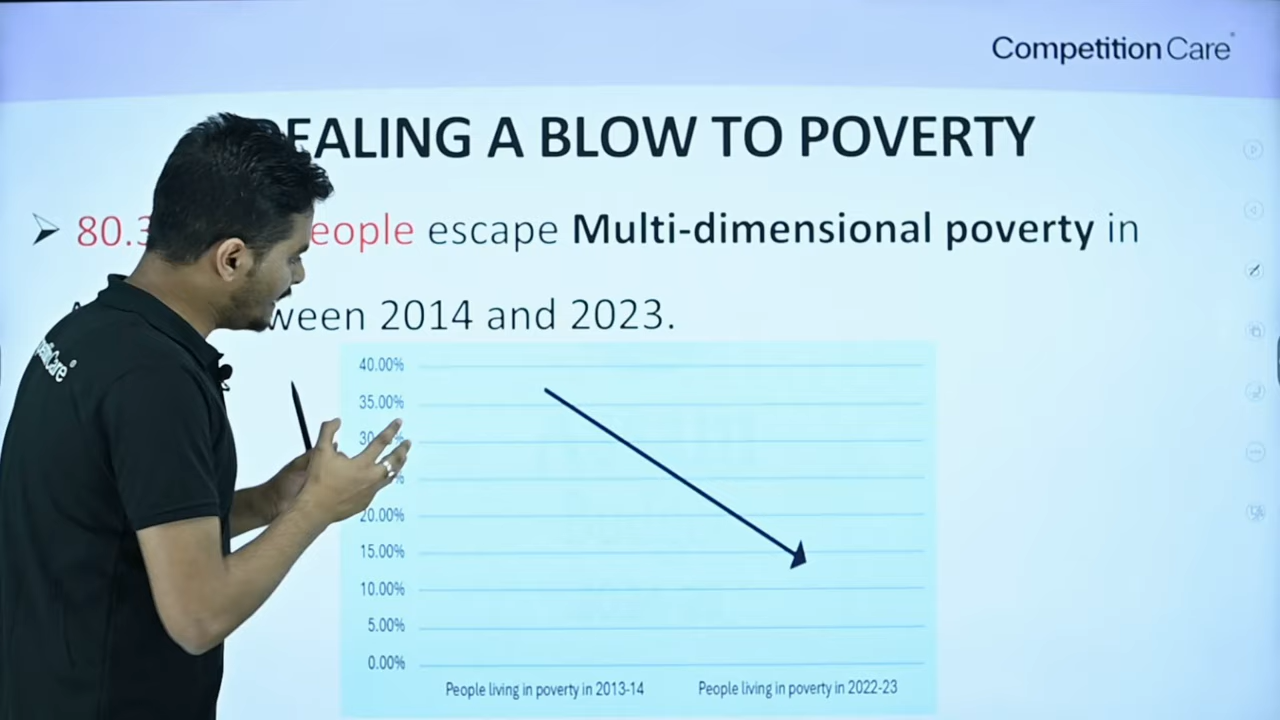 Competition Care
DEALING A BLOW TO POVERTY
80.3 eople escape Multi-dimensional poverty in
ween 2014 and 2023.
Care
40.00%
35.00%
20.00%
15.00%
10.00%
5.00%
0.00%
People living in poverty in 2013-14
People living in poverty in 2022-23